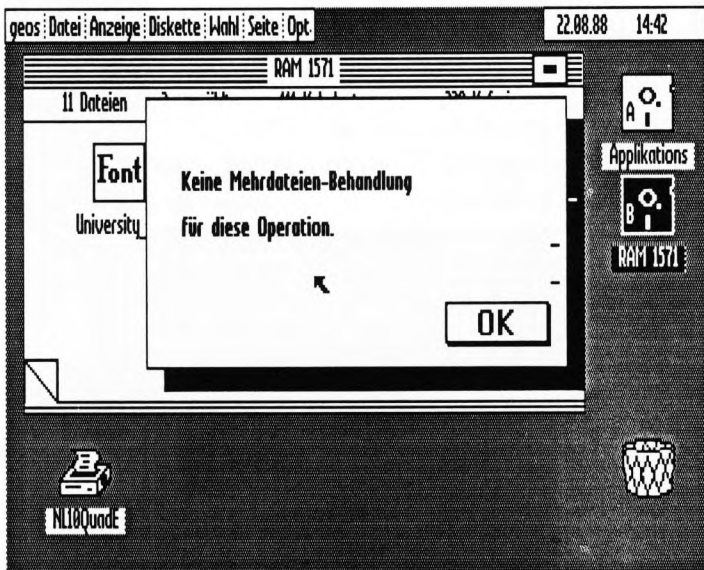 geos Datei Anzeige Diskette Wahl Seite Opt.
22.08.88 14:42
RAM 1571
11 Dateien
Font
University
Keine Mehrdateien-Behandlung
für diese Operation.
OK
A
Applikations
B
RAM 1571
NL10QuadE